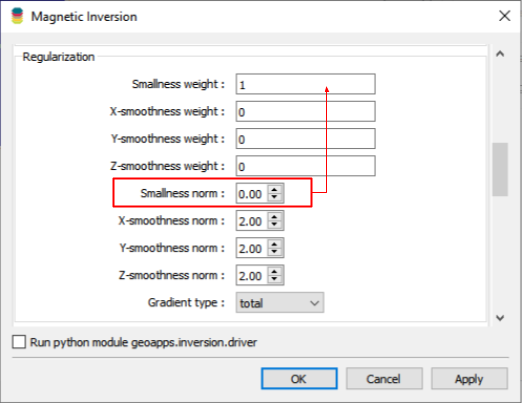 Magnetic Inversion
Regularization
Smallness weight : 1
X-smoothness weight : 0
Y-smoothness weight : 0
Z-smoothness weight : 0
Smallness norm : 0.00
X-smoothness norm : 2.00
Y-smoothness norm : 2.00
Z-smoothness norm : 2.00
Gradient type : total
Run python module geoapps.inversion.driver
OK Cancel Apply